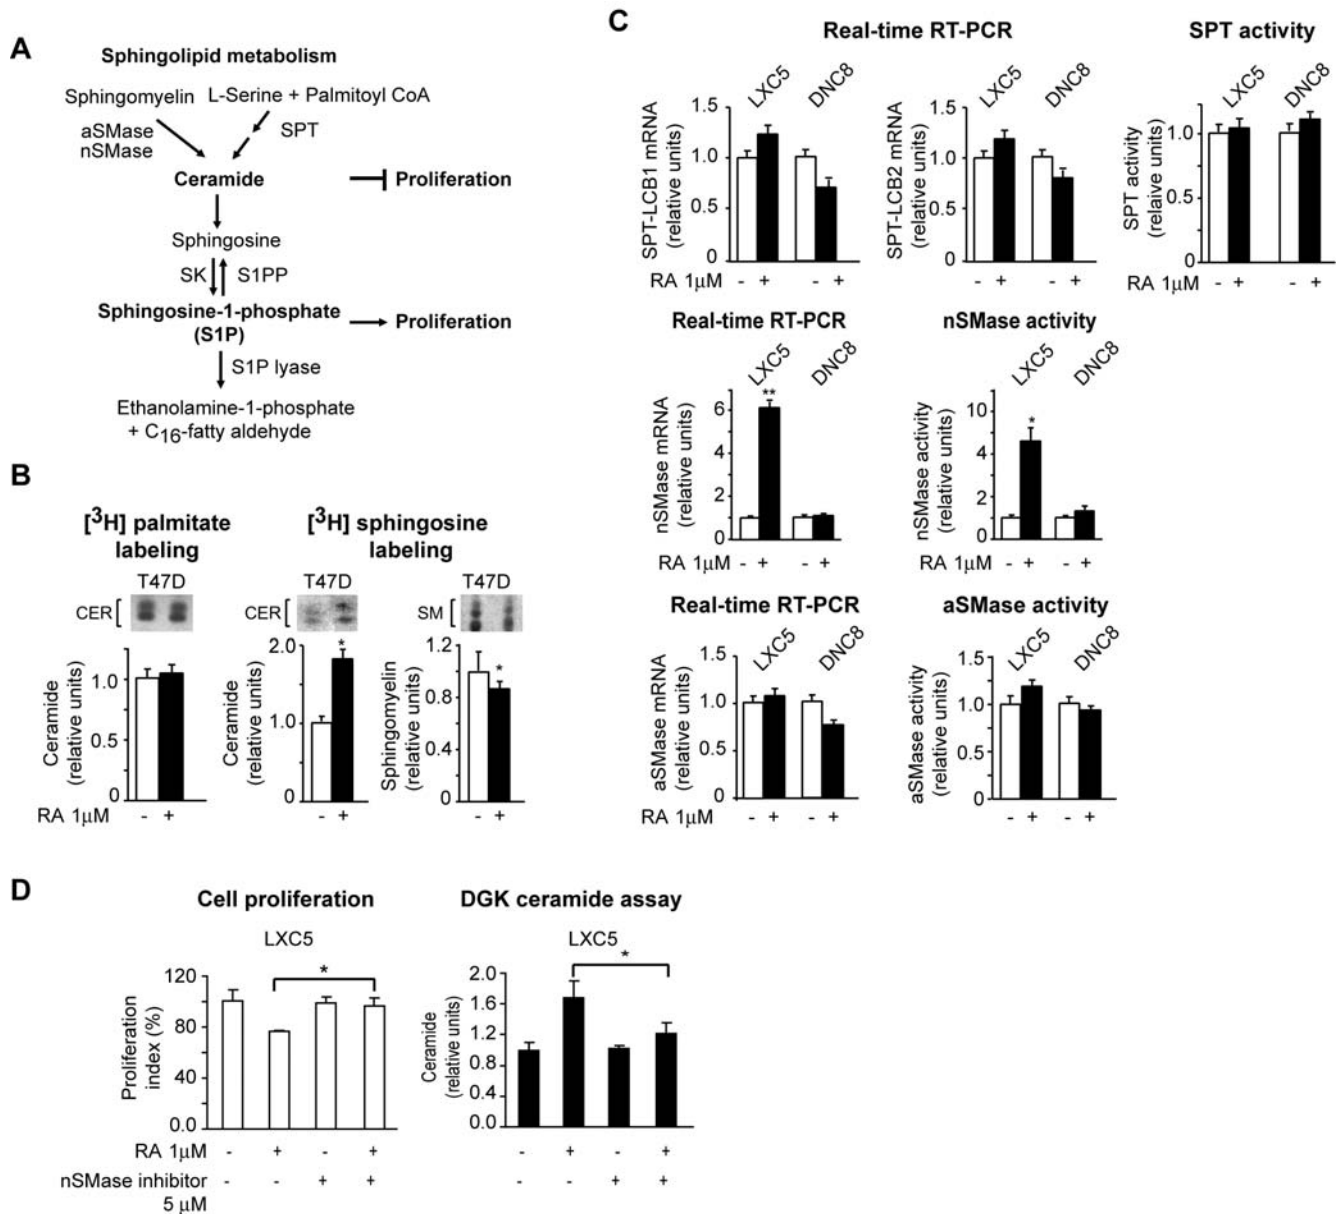 A
Sphingolipid metabolism
Sphingomyelin L-Serine + Palmitoyl CoA
aSMase
nSMase
SPT
Ceramide
Proliferation
Sphingosine
SK
S1PP
Sphingosine-1-phosphate
(S1P)
Proliferation
S1P lyase
Ethanolamine-1-phosphate
+ C16-fatty aldehyde
B
[3H] palmitate
labeling
T47D
CER
Ceramide
(relative units)
1.0
0.5
0
RA 1μM - +
[3H] sphingosine
labeling
T47D
CER
Ceramide
(relative units)
2.0
1.0
0
*
- +
T47D
SM
Sphingomyelin
(relative units)
1.2
0.8
0.4
0
*
- +
C
Real-time RT-PCR
LXC5 DNC8
SPT-LCB1 mRNA
(relative units)
1.5
1.0
0.5
0
RA 1μM - + - +
LXC5 DNC8
SPT-LCB2 mRNA
(relative units)
1.5
1.0
0.5
0
- + - +
SPT activity
LXC5 DNC8
SPT activity
(relaive units)
1.0
0.5
0
- + - +
Real-time RT-PCR
LXC5 DNC8
nSMase mRNA
(relative units)
6
4
2
0
**
RA 1μM - + - +
nSMase activity
LXC5 DNC8
nSMase activity
(relative units)
10
6
2
0
*
- + - +
Real-time RT-PCR
LXC5 DNC8
aSMase mRNA
(relative units)
1.5
1.0
0.5
0
RA 1μM - + - +
aSMase activity
LXC5 DNC8
aSMase activity
(relative units)
1.5
1.0
0.5
0
- + - +
D
Cell proliferation
LXC5
Proliferation
index (%)
120
80
40
0.0
*
RA 1μM - + - +
nSMase inhibitor - - + +
5 μM
DGK ceramide assay
LXC5
Ceramide
(relative units)
2.0
1.6
1.2
0.8
0.4
0.0
*
- + - +
- - + +